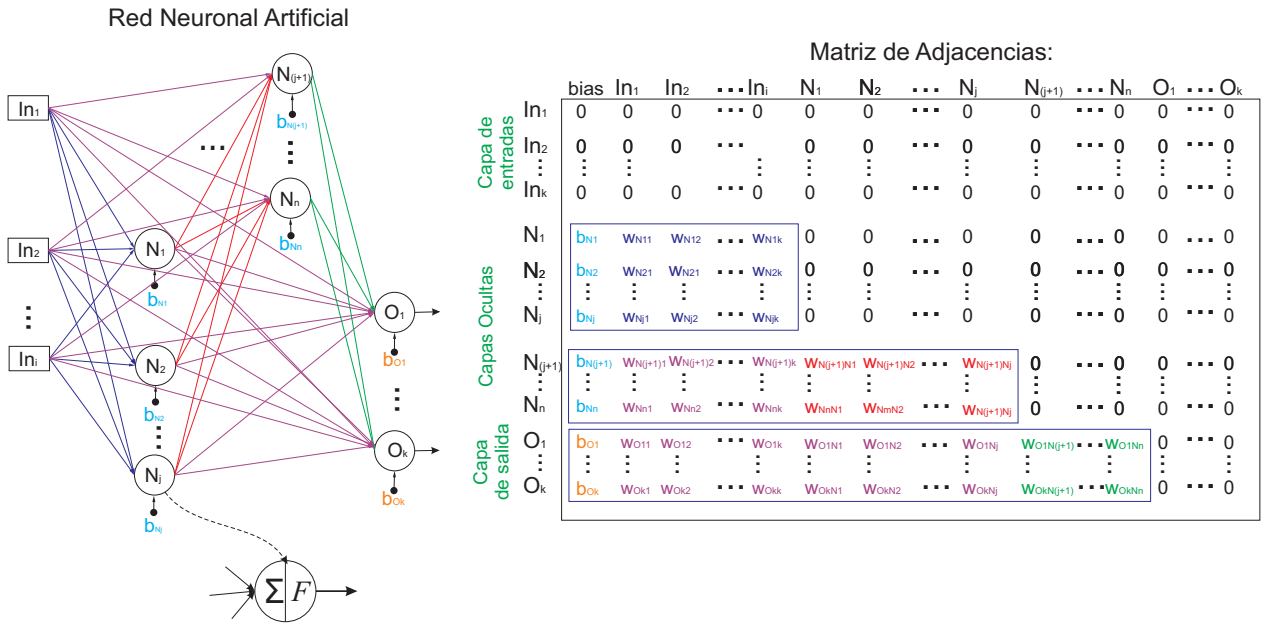 Red Neuronal Artificial
In1
In2
⋮
Ini
N(j+1)
bN(j+1)
...
⋮
Nn
bNn
N1
bN1
N2
bN2
⋮
Nj
bNj
O1
bO1
⋮
Ok
bOk
Σ F
Matriz de Adjacencias:
bias In1 In2 ... Ini N1 N2 ... Nj N(j+1) ... Nn O1 ... Ok
Capa de
entradas
In1 0 0 0 ... 0 0 0 ... 0 0 ... 0 0 ... 0
In2 0 0 0 ... 0 0 0 ... 0 0 ... 0 0 ... 0
⋮ ⋮ ⋮ ⋮ ⋮ ⋮ ⋮ ⋮ ⋮ ⋮ ⋮
Ink 0 0 0 ... 0 0 0 ... 0 0 ... 0 0 ... 0
Capas Ocultas
N1 bN1 wN11 wN12 ... wN1k 0 0 ... 0 0 ... 0 0 ... 0
N2 bN2 wN21 wN21 ... wN2k 0 0 ... 0 0 ... 0 0 ... 0
⋮ ⋮ ⋮ ⋮ ⋮ ⋮ ⋮ ⋮ ⋮ ⋮ ⋮ ⋮
Nj bNj wNj1 wNj2 ... wNjk 0 0 ... 0 0 ... 0 0 ... 0
N(j+1) bN(j+1) wN(j+1)1 wN(j+1)2 ... wN(j+1)k wN(j+1)N1 wN(j+1)N2 ... wN(j+1)Nj 0 ... 0 0 ... 0
⋮ ⋮ ⋮ ⋮ ⋮ ⋮ ⋮ ⋮ ⋮ ⋮ ⋮ ⋮
Nn bNn wNn1 wNn2 ... wNnk wNnN1 wNmN2 ... wN(j+1)Nj 0 ... 0 0 ... 0
Capa
de salida
O1 bO1 wO11 wO12 ... wO1k wO1N1 wO1N2 ... wO1Nj wO1N(j+1) ... wO1Nn 0 ... 0
⋮ ⋮ ⋮ ⋮ ⋮ ⋮ ⋮ ⋮ ⋮ ⋮ ⋮ ⋮
Ok bOk wOk1 wOk2 ... wOkk wOkN1 wOkN2 ... wOkNj wOkN(j+1) ... wOkNn 0 ... 0